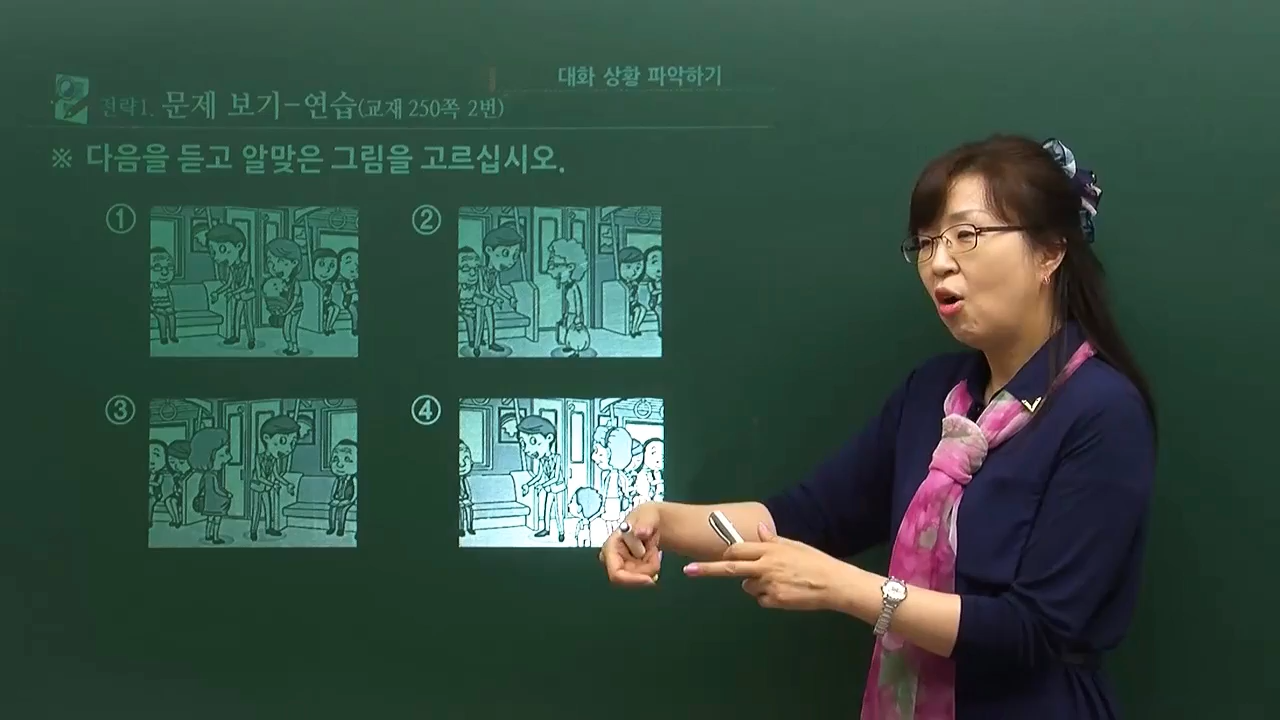 대화 상황 파악하기
전략1. 문제 보기-연습(교재 250쪽 2번)
※ 다음을 듣고 알맞은 그림을 고르십시오.
① ②
③ ④